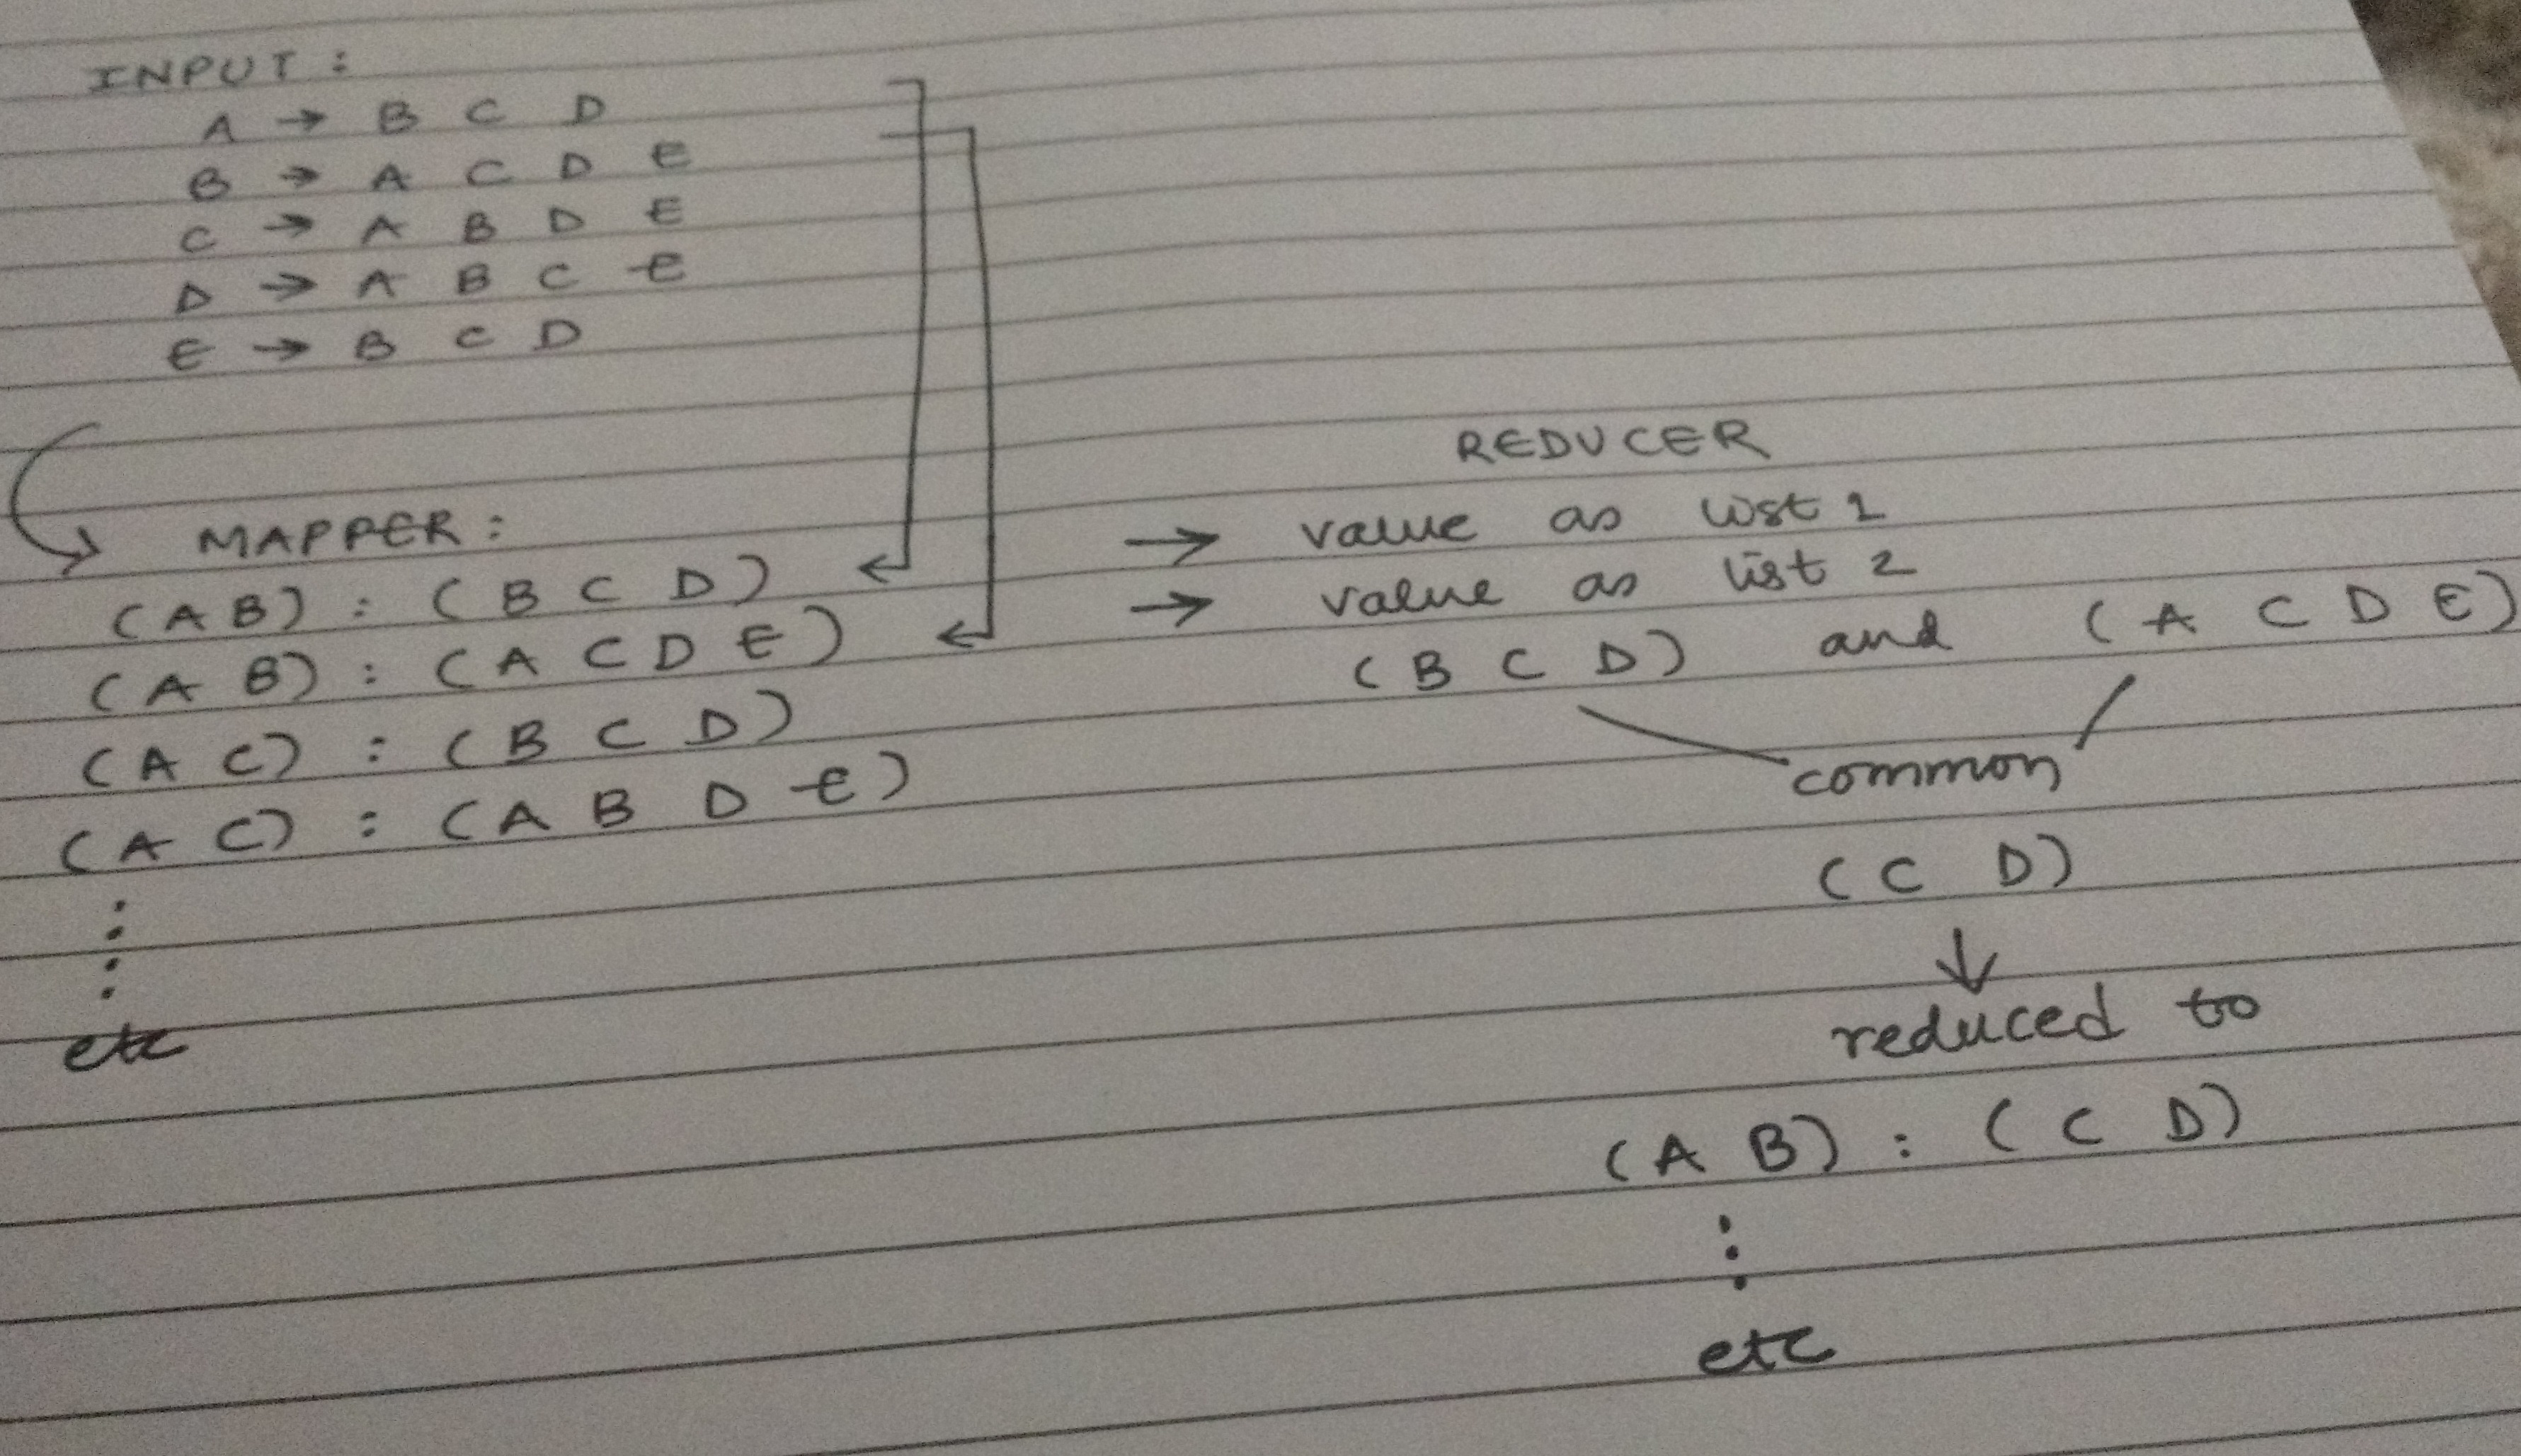 INPUT :
A → B C D
B → A C D E
C → A B D E
D → A B C E
E → B C D
MAPPER :
(A B) : (B C D)
(A B) : (A C D E)
(A C) : (B C D)
(A C) : (A B D E)
etc
REDUCER
→ value as list 1
→ value as list 2
(B C D) and (A C D E)
common
(C D)
↓
reduced to
(A B) : (C D)
:
etc